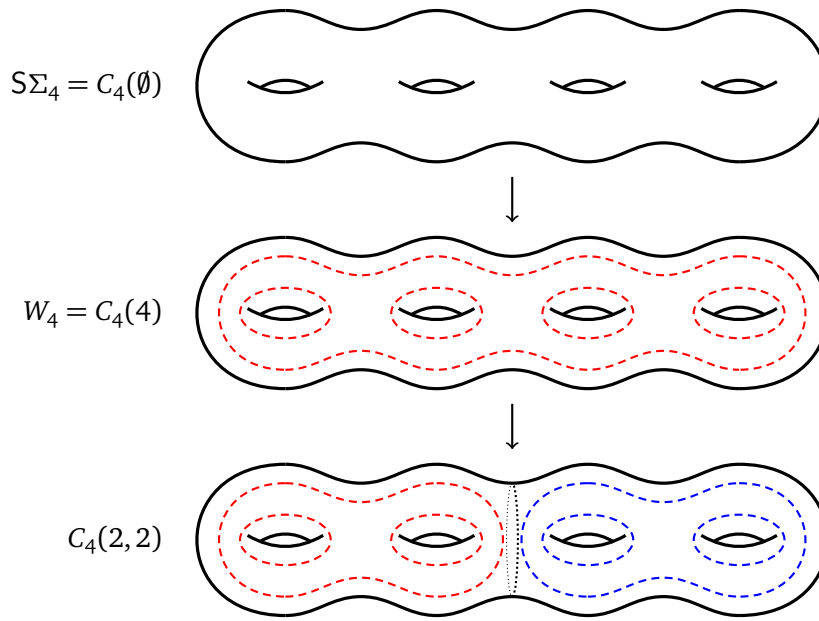 SΣ₄ = C₄(∅)
W₄ = C₄(4)
C₄(2, 2)